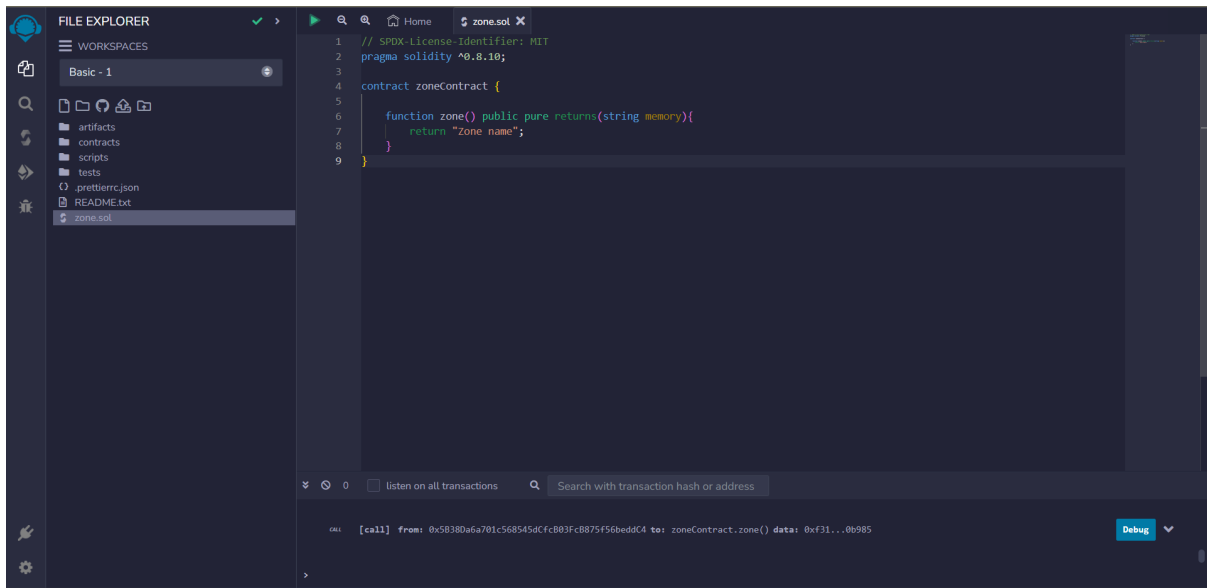 FILE EXPLORER
WORKSPACES
Basic - 1
artifacts
contracts
scripts
tests
.prettierrc.json
README.txt
zone.sol
Home
zone.sol
1 // SPDX-License-Identifier: MIT
2 pragma solidity ^0.8.10;
3
4 contract zoneContract {
5
6 function zone() public pure returns(string memory){
7 return "Zone name";
8 }
9 }
0 listen on all transactions Search with transaction hash or address
CALL [call] from: 0x5B38Da6a701c568545dCfcB03FcB875f56beddC4 to: zoneContract.zone() data: 0xf31...0b985 Debug
>